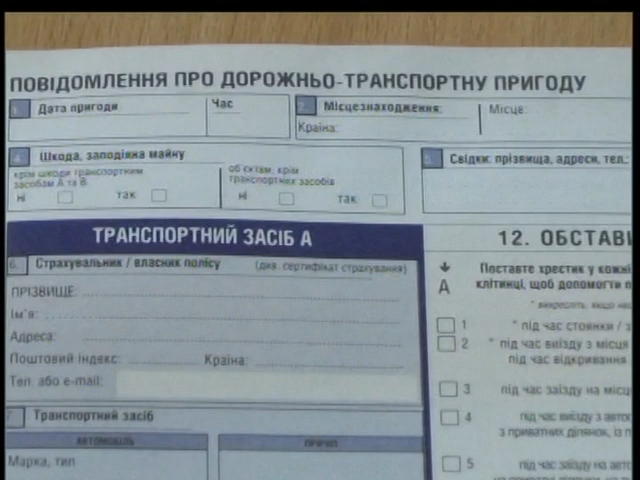 ПОВІДОМЛЕННЯ ПРО ДОРОЖНЬО-ТРАНСПОРТНУ ПРИГОДУ
1. Дата пригоди Час
2. Місцезнаходження: Місце:
Країна:
4. Шкода, заподіяна майну
крім шкоди транспортним засобам А та В
об'єктам, крім транспортних засобів
ні так ні так
5. Свідки: прізвища, адреси, тел.:
ТРАНСПОРТНИЙ ЗАСІБ А
6. Страхувальник / власник полісу (див. сертифікат страхування)
ПРІЗВИЩЕ:
Ім'я:
Адреса:
Поштовий індекс: Країна:
Тел. або e-mail:
7. Транспортний засіб
АВТОМОБІЛЬ ПРИЧІП
Марка, тип
12. ОБСТАВИ
А Поставте хрестик у кожні
клітинці, щоб допомогти
* викресліть, якщо
1 * під час стоянки / з
2 * під час виїзду з місця
під час відкривання
3 під час заїзду на місц
4 під час виїзду з авто
з приватних ділянок, із п
5 під час заїзду на авто